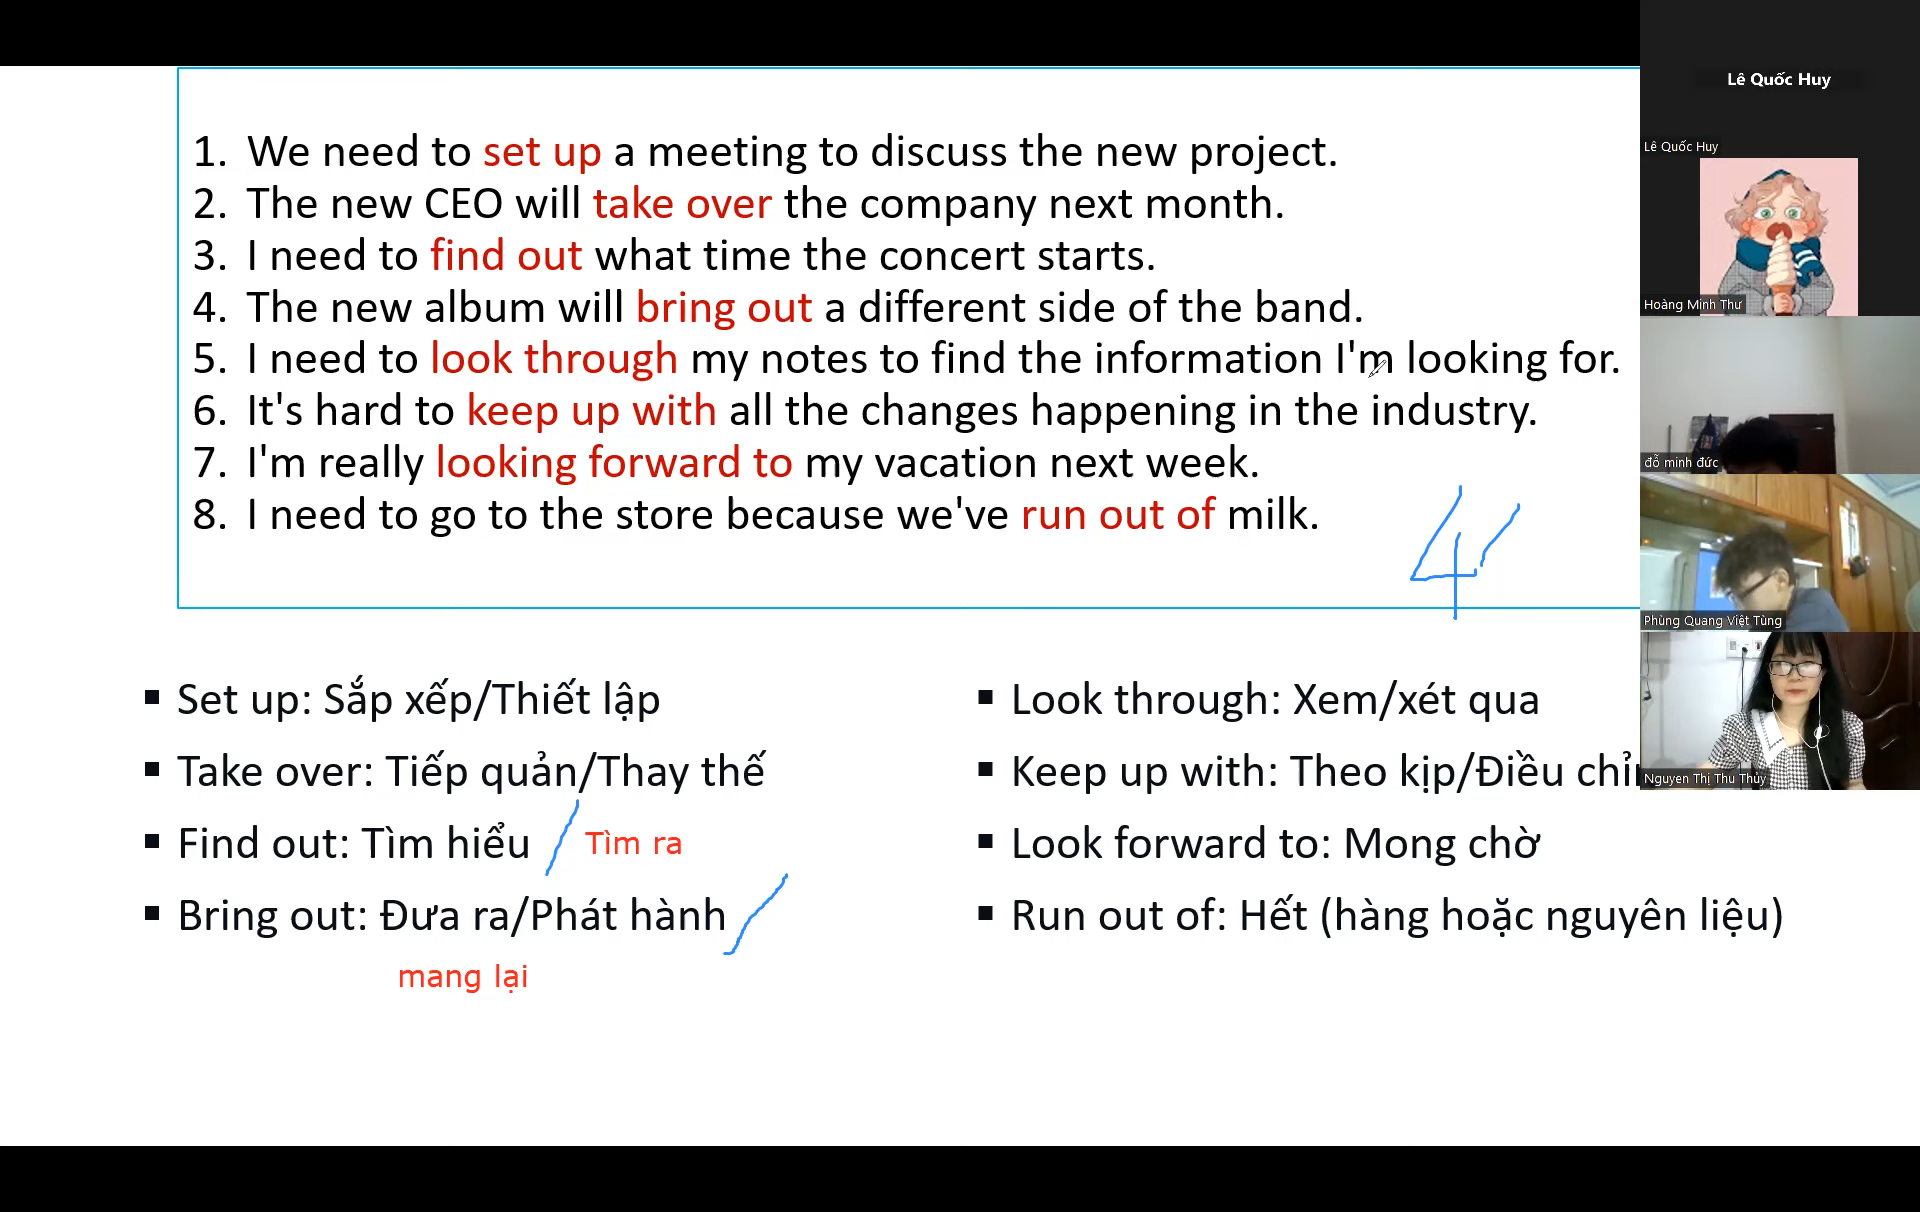 1. We need to set up a meeting to discuss the new project.
2. The new CEO will take over the company next month.
3. I need to find out what time the concert starts.
4. The new album will bring out a different side of the band.
5. I need to look through my notes to find the information I'm looking for.
6. It's hard to keep up with all the changes happening in the industry.
7. I'm really looking forward to my vacation next week.
8. I need to go to the store because we've run out of milk.
4'
▪ Set up: Sắp xếp/Thiết lập
▪ Take over: Tiếp quản/Thay thế
▪ Find out: Tìm hiểu / Tìm ra
▪ Bring out: Đưa ra/Phát hành /
mang lại
▪ Look through: Xem/xét qua
▪ Keep up with: Theo kịp/Điều
▪ Look forward to: Mong chờ
▪ Run out of: Hết (hàng hoặc nguyên liệu)
Lê Quốc Huy
Lê Quốc Huy
Hoàng Minh Thư
đỗ minh đức
Phùng Quang Việt Tùng
Nguyen Thi Thu Thủy